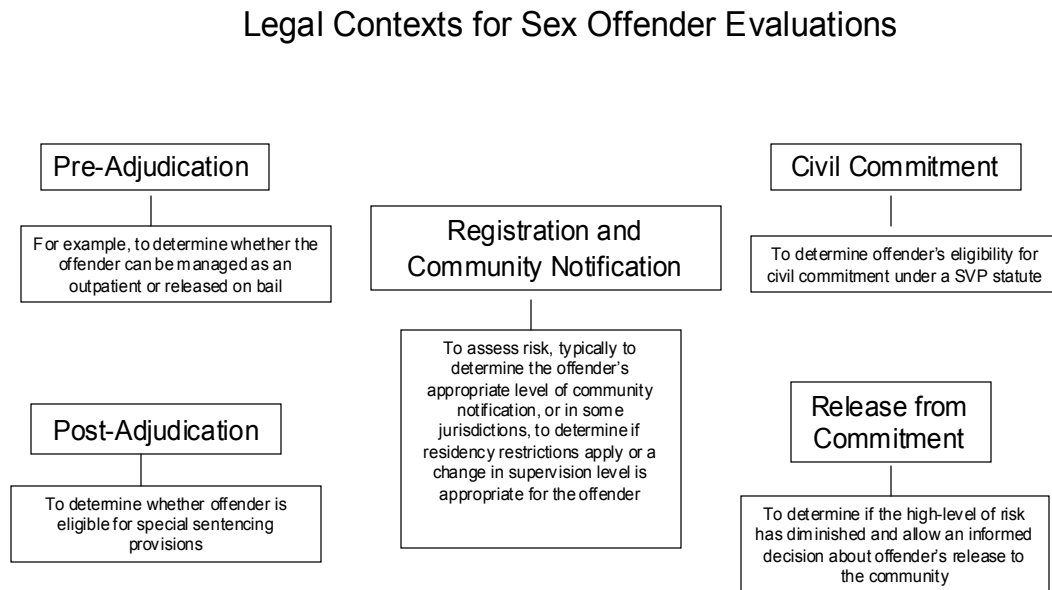 Legal Contexts for Sex Offender Evaluations
Pre-Adjudication
For example, to determine whether the
offender can be managed as an
outpatient or released on bail
Post-Adjudication
To determine whether offender is
eligible for special sentencing
provisions
Registration and
Community Notification
To assess risk, typically to
determine the offender's
appropriate level of community
notification, or in some
jurisdictions, to determine if
residency restrictions apply or a
change in supervision level is
appropriate for the offender
Civil Commitment
To determine offender's eligibility for
civil commitment under a SVP statute
Release from
Commitment
To determine if the high-level of risk
has diminished and allow an informed
decision about offender's release to
the community